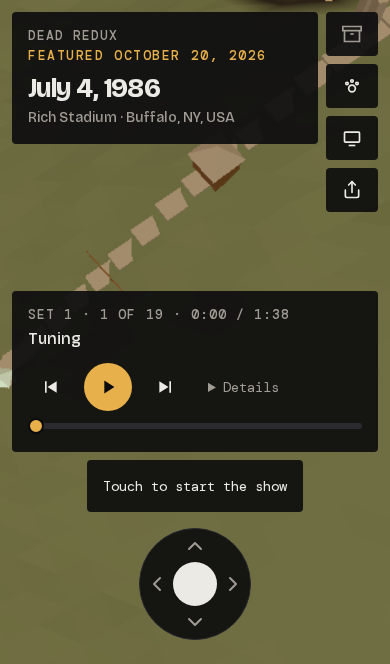 DEAD REDUX
FEATURED OCTOBER 20, 2026
July 4, 1986
Rich Stadium · Buffalo, NY, USA
SET 1 · 1 OF 19 · 0:00 / 1:38
Tuning
Details
Touch to start the show